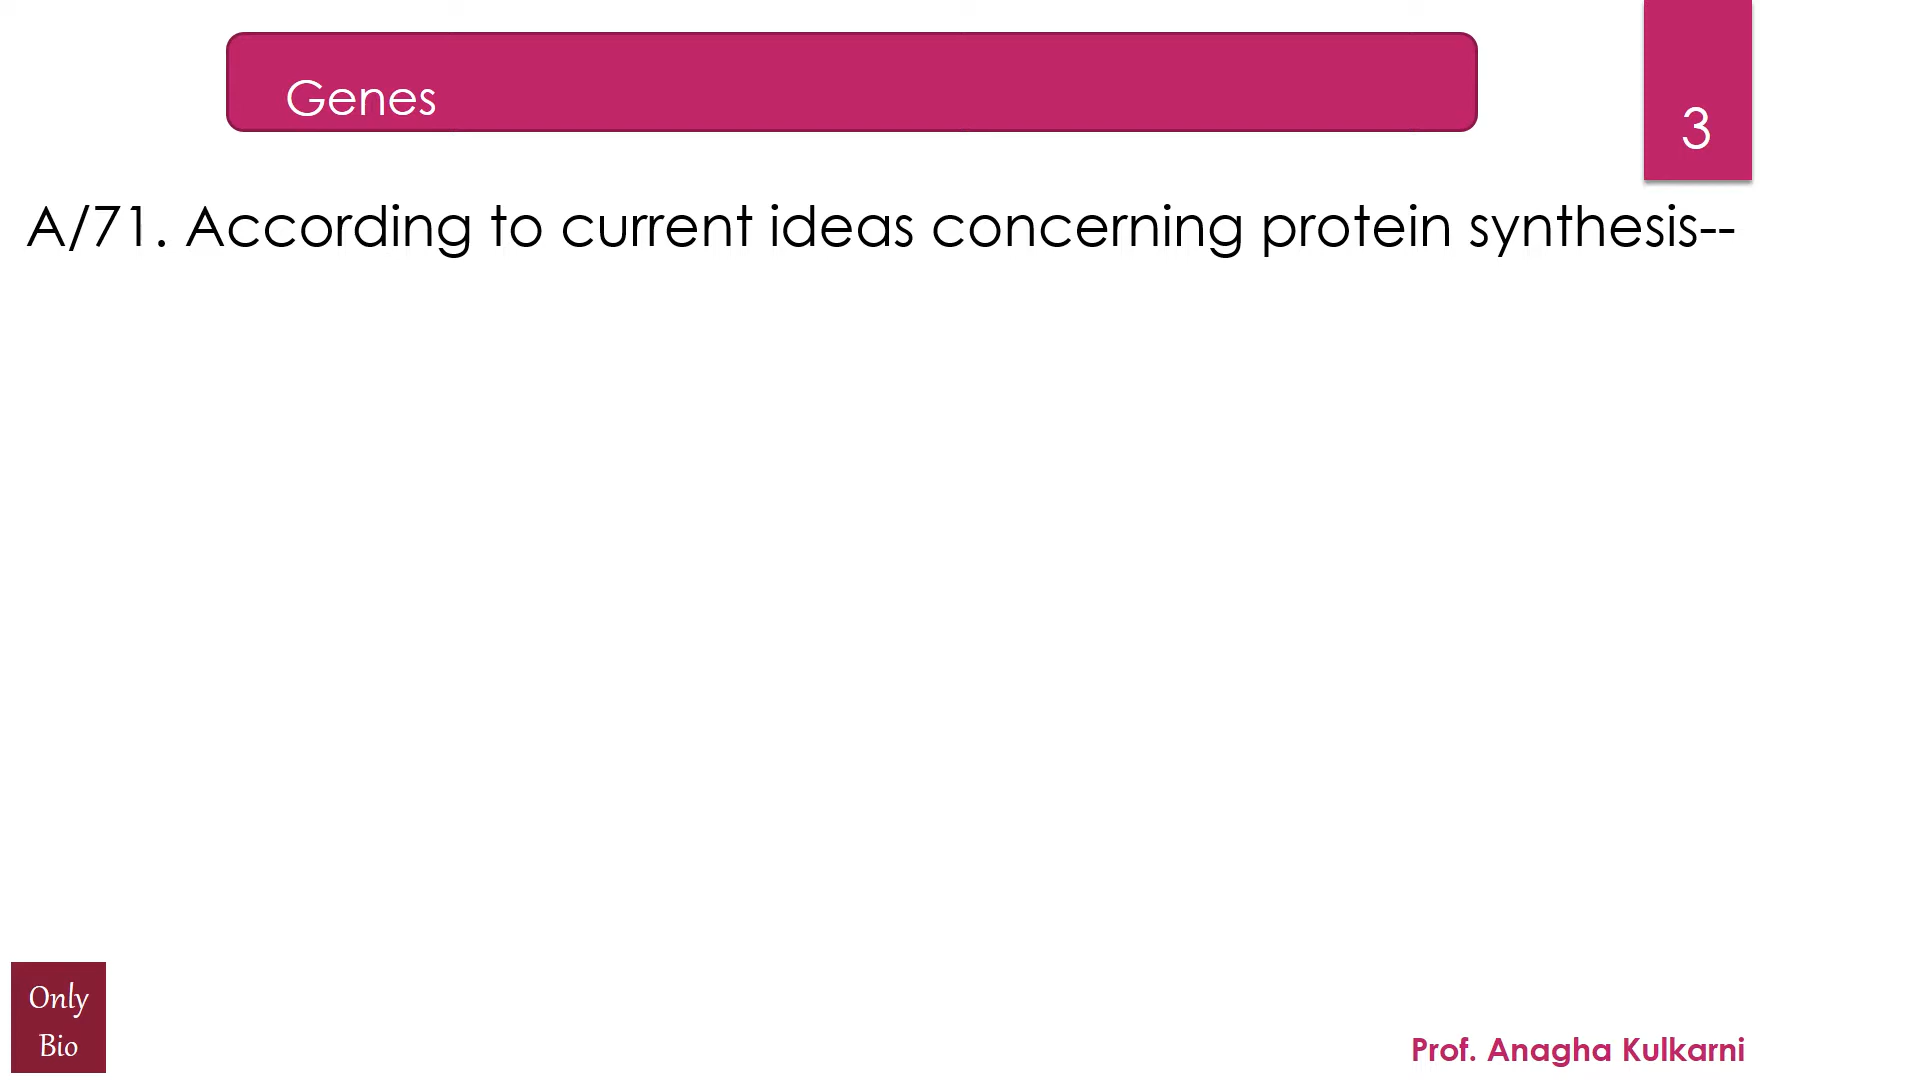 Genes
3
A/71. According to current ideas concerning protein synthesis--
Only
Bio
Prof. Anagha Kulkarni